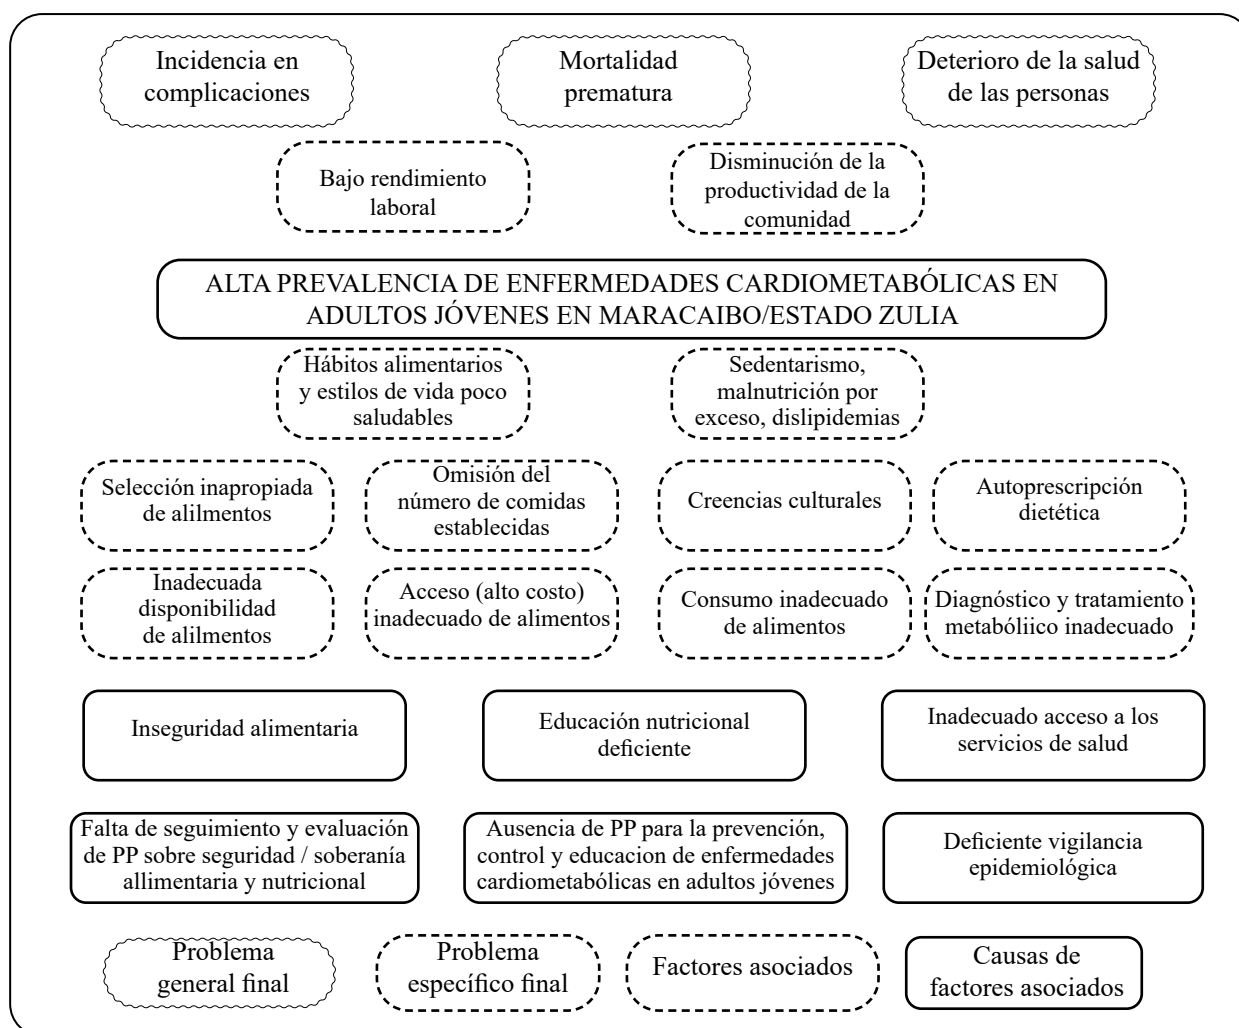 Incidencia en
complicaciones
Mortalidad
prematura
Deterioro de la salud
de las personas
Bajo rendimiento
laboral
Disminución de la
productividad de la
comunidad
ALTA PREVALENCIA DE ENFERMEDADES CARDIOMETABÓLICAS EN
ADULTOS JÓVENES EN MARACAIBO/ESTADO ZULIA
Hábitos alimentarios
y estilos de vida poco
saludables
Sedentarismo,
malnutrición por
exceso, dislipidemias
Selección inapropiada
de alilmentos
Omisión del
número de comidas
establecidas
Creencias culturales
Autoprescripción
dietética
Inadecuada
disponibilidad
de alilmentos
Acceso (alto costo)
inadecuado de alimentos
Consumo inadecuado
de alimentos
Diagnóstico y tratamiento
metabóliico inadecuado
Inseguridad alimentaria
Educación nutricional
deficiente
Inadecuado acceso a los
servicios de salud
Falta de seguimiento y evaluación
de PP sobre seguridad / soberanía
allimentaria y nutricional
Ausencia de PP para la prevención,
control y educacion de enfermedades
cardiometabólicas en adultos jóvenes
Deficiente vigilancia
epidemiológica
Problema
general final
Problema
específico final
Factores asociados
Causas de
factores asociados